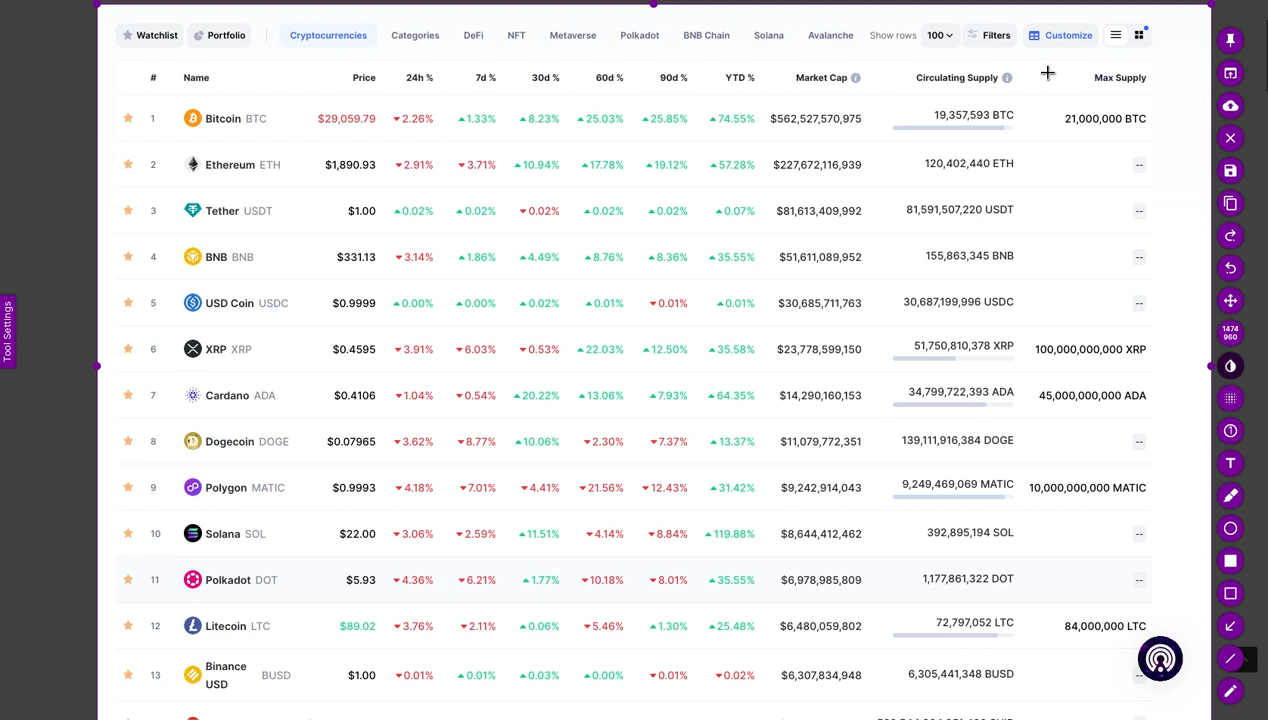 Watchlist Portfolio Cryptocurrencies Categories DeFi NFT Metaverse Polkadot BNB Chain Solana Avalanche Show rows 100 Filters Customize
# Name Price 24h % 7d % 30d % 60d % 90d % YTD % Market Cap Circulating Supply Max Supply
1 Bitcoin BTC $29,059.79 2.26% 1.33% 8.23% 25.03% 25.85% 74.55% $562,527,570,975 19,357,593 BTC 21,000,000 BTC
2 Ethereum ETH $1,890.93 2.91% 3.71% 10.94% 17.78% 19.12% 57.28% $227,672,116,939 120,402,440 ETH --
3 Tether USDT $1.00 0.02% 0.02% 0.02% 0.02% 0.02% 0.07% $81,613,409,992 81,591,507,220 USDT --
4 BNB BNB $331.13 3.14% 1.86% 4.49% 8.76% 8.36% 35.55% $51,611,089,952 155,863,345 BNB --
5 USD Coin USDC $0.9999 0.00% 0.00% 0.02% 0.01% 0.01% 0.01% $30,685,711,763 30,687,199,996 USDC --
Tool Settings
6 XRP XRP $0.4595 3.91% 6.03% 0.53% 22.03% 12.50% 35.58% $23,778,599,150 51,750,810,378 XRP 100,000,000,000 XRP
1474
960
7 Cardano ADA $0.4106 1.04% 0.54% 20.22% 13.06% 7.93% 64.35% $14,290,160,153 34,799,722,393 ADA 45,000,000,000 ADA
8 Dogecoin DOGE $0.07965 3.62% 8.77% 10.06% 2.30% 7.37% 13.37% $11,079,772,351 139,111,916,384 DOGE --
9 Polygon MATIC $0.9993 4.18% 7.01% 4.41% 21.56% 12.43% 31.42% $9,242,914,043 9,249,469,069 MATIC 10,000,000,000 MATIC
T
10 Solana SOL $22.00 3.06% 2.59% 11.51% 4.14% 8.84% 119.88% $8,644,412,462 392,895,194 SOL --
11 Polkadot DOT $5.93 4.36% 6.21% 1.77% 10.18% 8.01% 35.55% $6,978,985,809 1,177,861,322 DOT --
12 Litecoin LTC $89.02 3.76% 2.11% 0.06% 5.46% 1.30% 25.48% $6,480,059,802 72,797,052 LTC 84,000,000 LTC
13 Binance USD BUSD $1.00 0.01% 0.01% 0.03% 0.00% 0.01% 0.02% $6,307,834,948 6,305,441,348 BUSD --